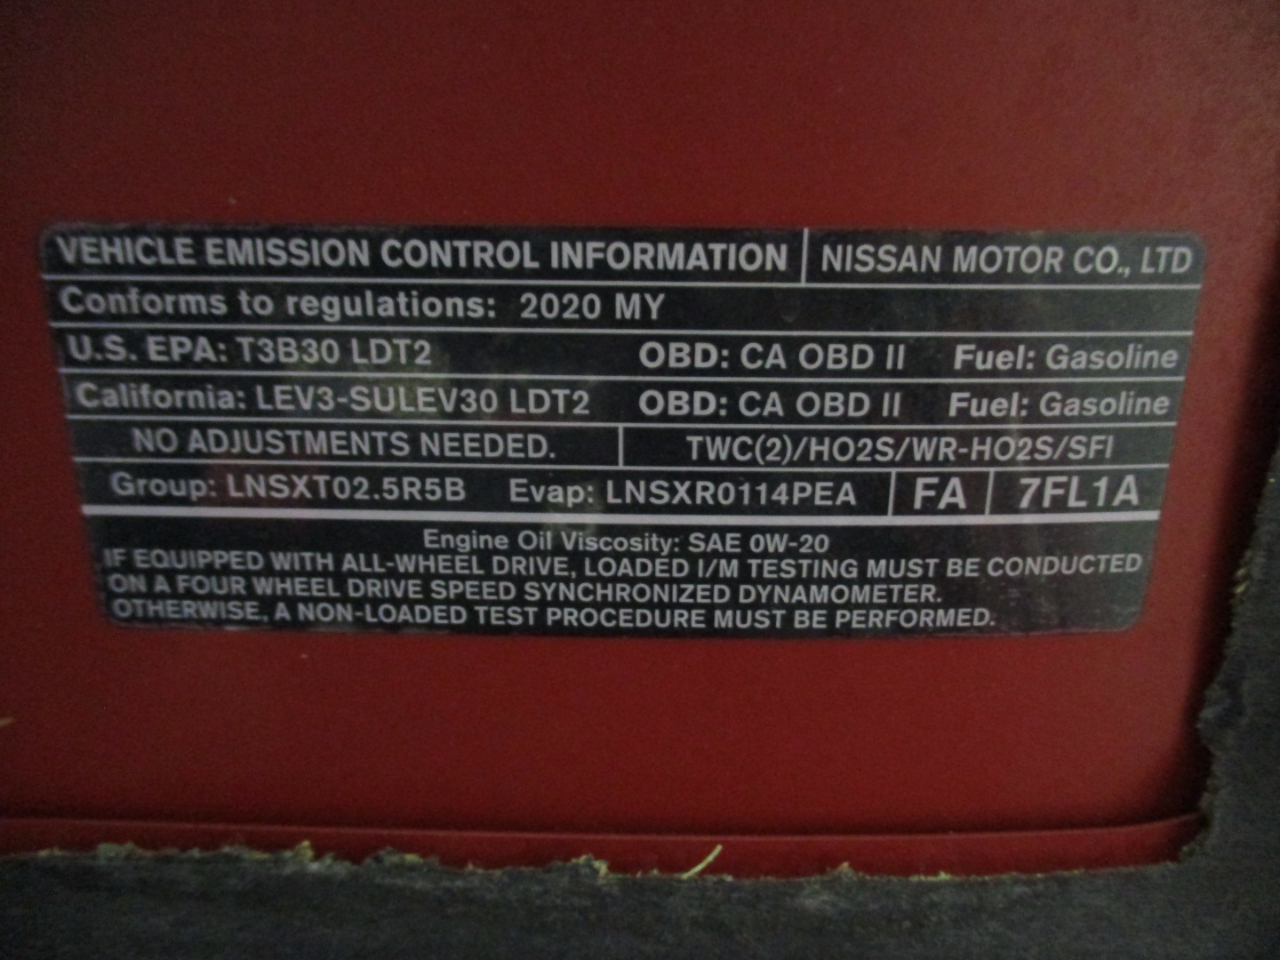 VEHICLE EMISSION CONTROL INFORMATION NISSAN MOTOR CO., LTD
Conforms to regulations: 2020 MY
U.S. EPA: T3B30 LDT2 OBD: CA OBD II Fuel: Gasoline
California: LEV3-SULEV30 LDT2 OBD: CA OBD II Fuel: Gasoline
NO ADJUSTMENTS NEEDED. TWC(2)/HO2S/WR-HO2S/SFI
Group: LNSXT02.5R5B Evap: LNSXR0114PEA FA 7FL1A
Engine Oil Viscosity: SAE 0W-20
IF EQUIPPED WITH ALL-WHEEL DRIVE, LOADED I/M TESTING MUST BE CONDUCTED
ON A FOUR WHEEL DRIVE SPEED SYNCHRONIZED DYNAMOMETER.
OTHERWISE, A NON-LOADED TEST PROCEDURE MUST BE PERFORMED.